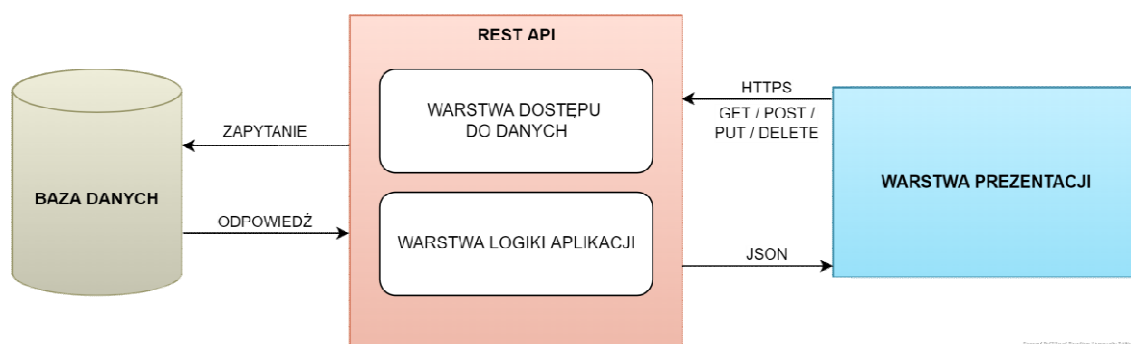 REST API
WARSTWA DOSTĘPU
DO DANYCH
WARSTWA LOGIKI APLIKACJI
BAZA DANYCH
ZAPYTANIE
ODPOWIEDŹ
HTTPS
GET / POST /
PUT / DELETE
JSON
WARSTWA PREZENTACJI